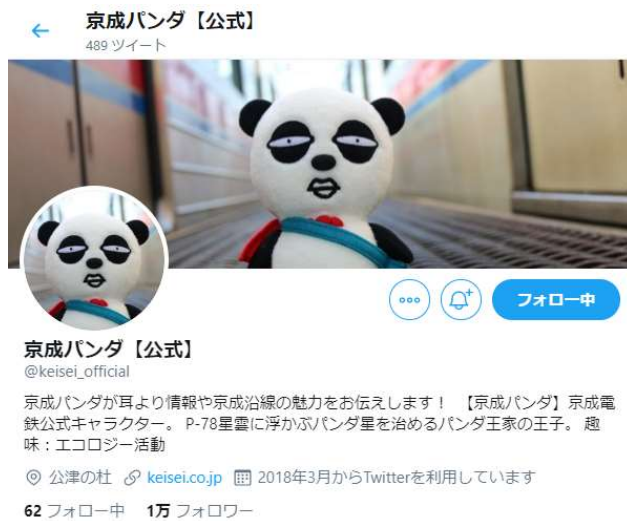 京成パンダ【公式】
489 ツイート
フォロー中
京成パンダ【公式】
@keisei_official
京成パンダが耳より情報や京成沿線の魅力をお伝えします！ 【京成パンダ】京成電
鉄公式キャラクター。 P-78星雲に浮かぶパンダ星を治めるパンダ王家の王子。 趣
味：エコロジー活動
公津の杜 keisei.co.jp 2018年3月からTwitterを利用しています
62 フォロー中 1万 フォロワー